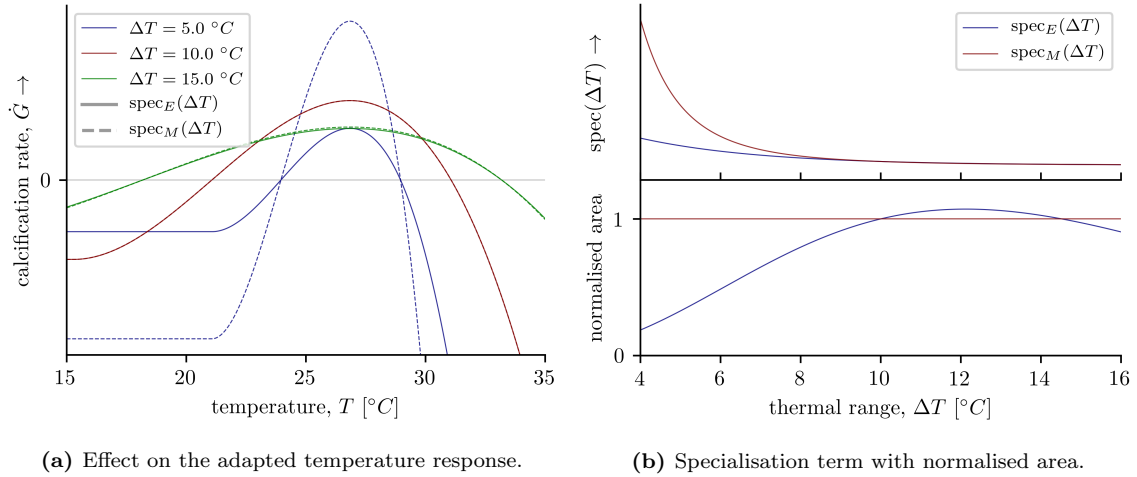 ΔT = 5.0 °C
ΔT = 10.0 °C
ΔT = 15.0 °C
spec_E(ΔT)
spec_M(ΔT)
calcification rate, Ġ →
0
15 20 25 30 35
temperature, T [°C]
(a) Effect on the adapted temperature response.
spec_E(ΔT)
spec_M(ΔT)
spec(ΔT) →
normalised area
1
0
4 6 8 10 12 14 16
thermal range, ΔT [°C]
(b) Specialisation term with normalised area.